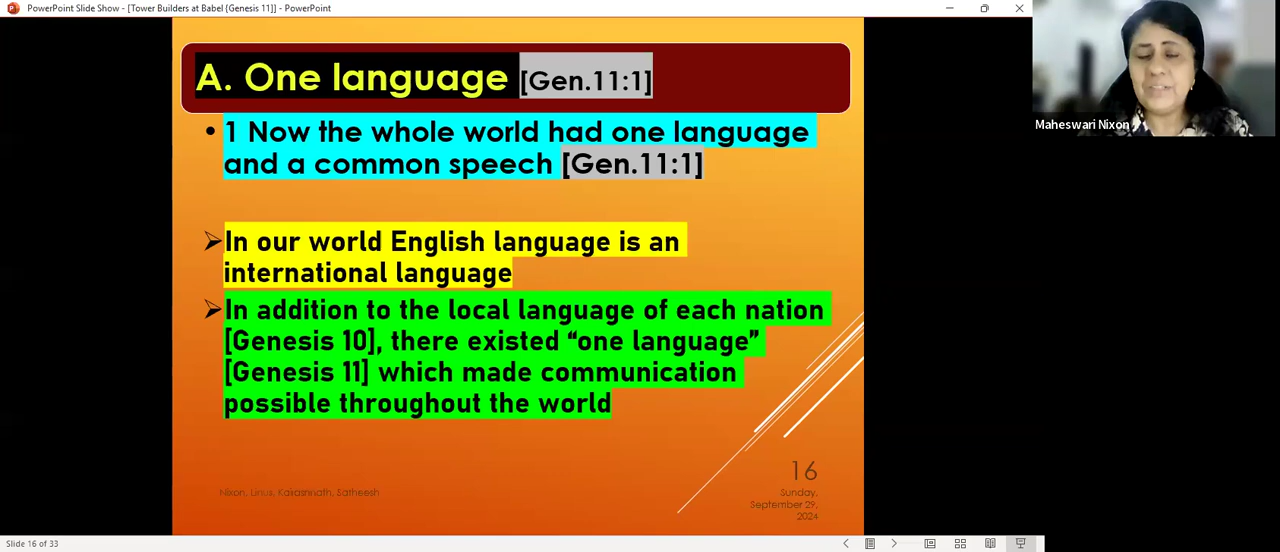 PowerPoint Slide Show - [Tower Builders at Babel {Genesis 11}] - PowerPoint
A. One language [Gen.11:1]
• 1 Now the whole world had one language
and a common speech [Gen.11:1]
➢In our world English language is an
international language
➢In addition to the local language of each nation
[Genesis 10], there existed “one language”
[Genesis 11] which made communication
possible throughout the world
Nixon, Linus, Kailashnath, Satheesh
16
Sunday,
September 29,
2024
Slide 16 of 33
Maheswari Nixon